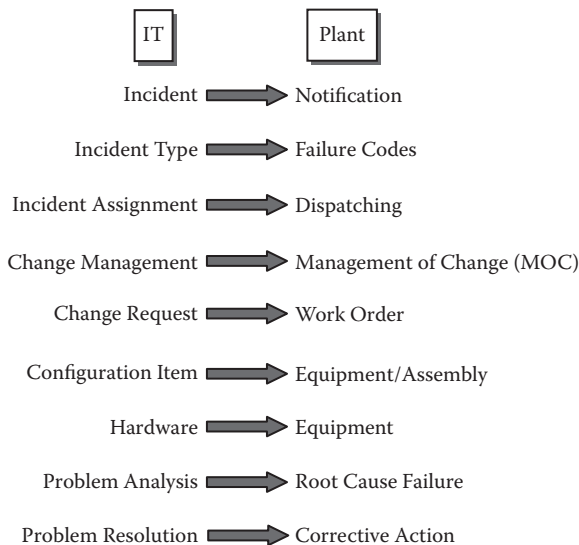 IT Plant
Incident Notification
Incident Type Failure Codes
Incident Assignment Dispatching
Change Management Management of Change (MOC)
Change Request Work Order
Configuration Item Equipment/Assembly
Hardware Equipment
Problem Analysis Root Cause Failure
Problem Resolution Corrective Action